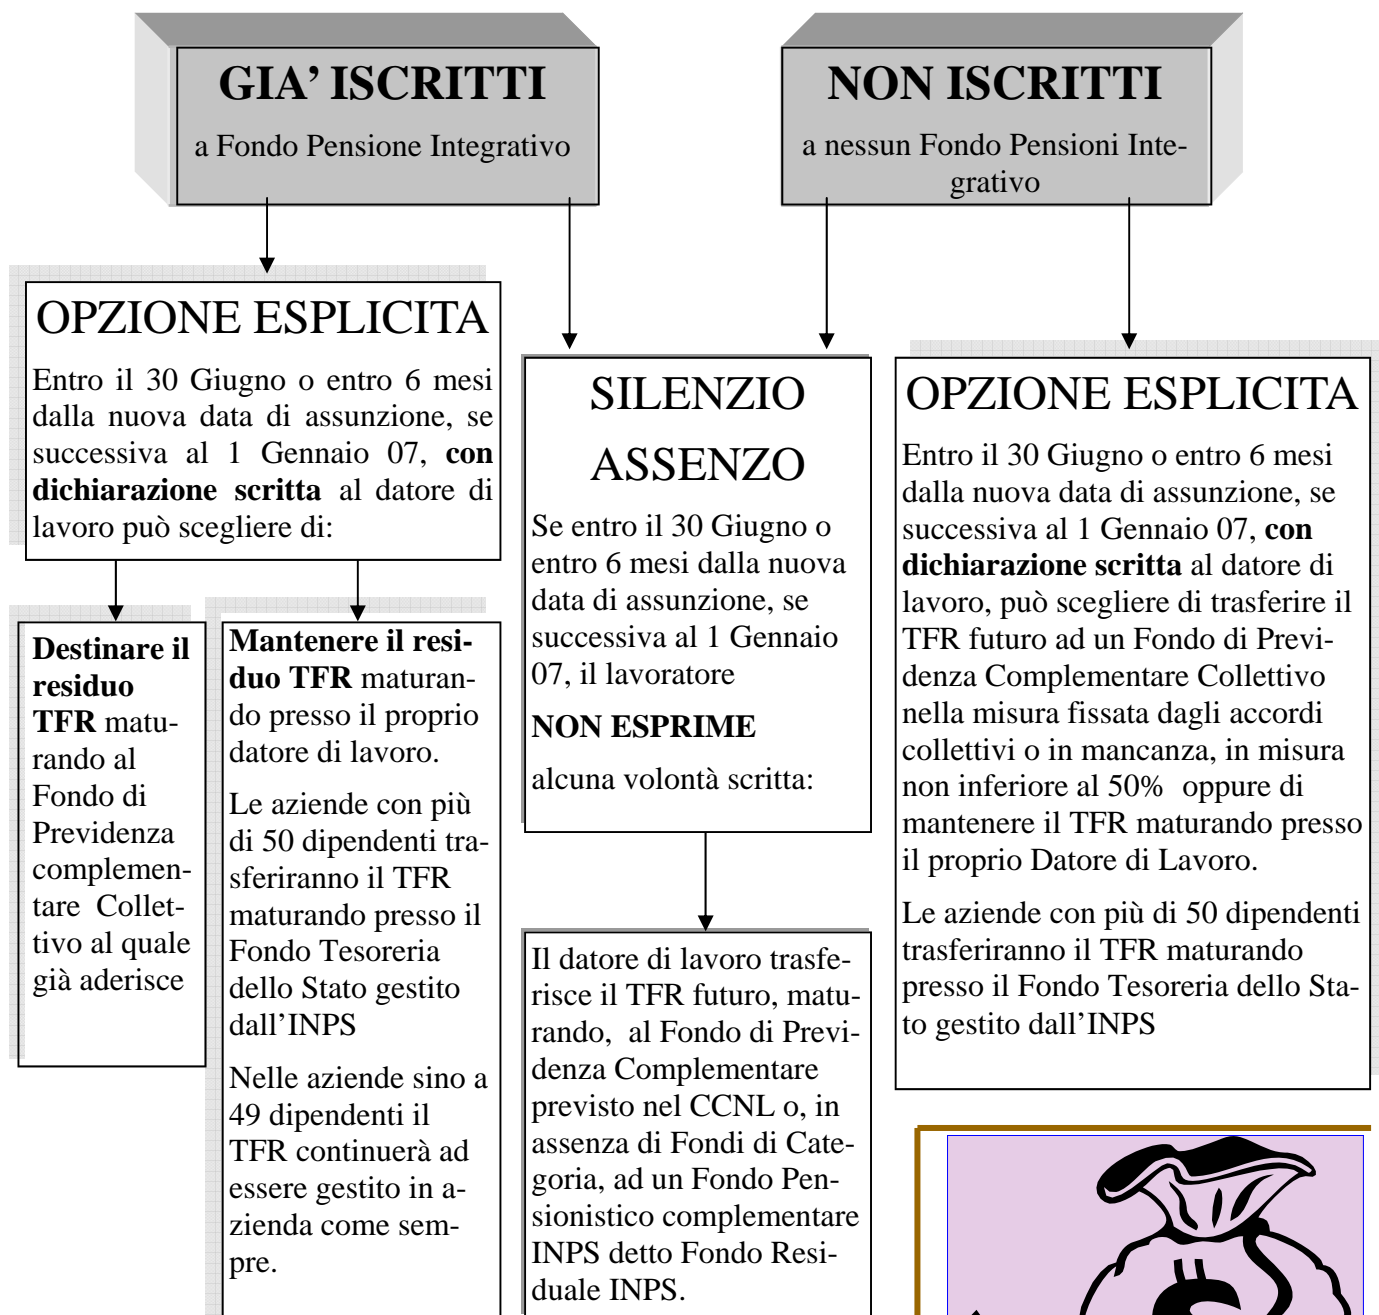 GIA’ ISCRITTI
a Fondo Pensione Integrativo
NON ISCRITTI
a nessun Fondo Pensioni Inte-
grativo
OPZIONE ESPLICITA
Entro il 30 Giugno o entro 6 mesi
dalla nuova data di assunzione, se
successiva al 1 Gennaio 07, con
dichiarazione scritta al datore di
lavoro può scegliere di:
Destinare il
residuo
TFR matu-
rando al
Fondo di
Previdenza
complemen-
tare Collet-
tivo al quale
già aderisce
Mantenere il resi-
duo TFR maturan-
do presso il proprio
datore di lavoro.
Le aziende con più
di 50 dipendenti tra-
sferiranno il TFR
maturando presso il
Fondo Tesoreria
dello Stato gestito
dall’INPS
Nelle aziende sino a
49 dipendenti il
TFR continuerà ad
essere gestito in a-
zienda come sem-
pre.
SILENZIO
ASSENZO
Se entro il 30 Giugno o
entro 6 mesi dalla nuova
data di assunzione, se
successiva al 1 Gennaio
07, il lavoratore
NON ESPRIME
alcuna volontà scritta:
Il datore di lavoro trasfe-
risce il TFR futuro, matu-
rando, al Fondo di Previ-
denza Complementare
previsto nel CCNL o, in
assenza di Fondi di Cate-
goria, ad un Fondo Pen-
sionistico complementare
INPS detto Fondo Resi-
duale INPS.
OPZIONE ESPLICITA
Entro il 30 Giugno o entro 6 mesi
dalla nuova data di assunzione, se
successiva al 1 Gennaio 07, con
dichiarazione scritta al datore di
lavoro, può scegliere di trasferire il
TFR futuro ad un Fondo di Previ-
denza Complementare Collettivo
nella misura fissata dagli accordi
collettivi o in mancanza, in misura
non inferiore al 50% oppure di
mantenere il TFR maturando presso
il proprio Datore di Lavoro.
Le aziende con più di 50 dipendenti
trasferiranno il TFR maturando
presso il Fondo Tesoreria dello Sta-
to gestito dall’INPS